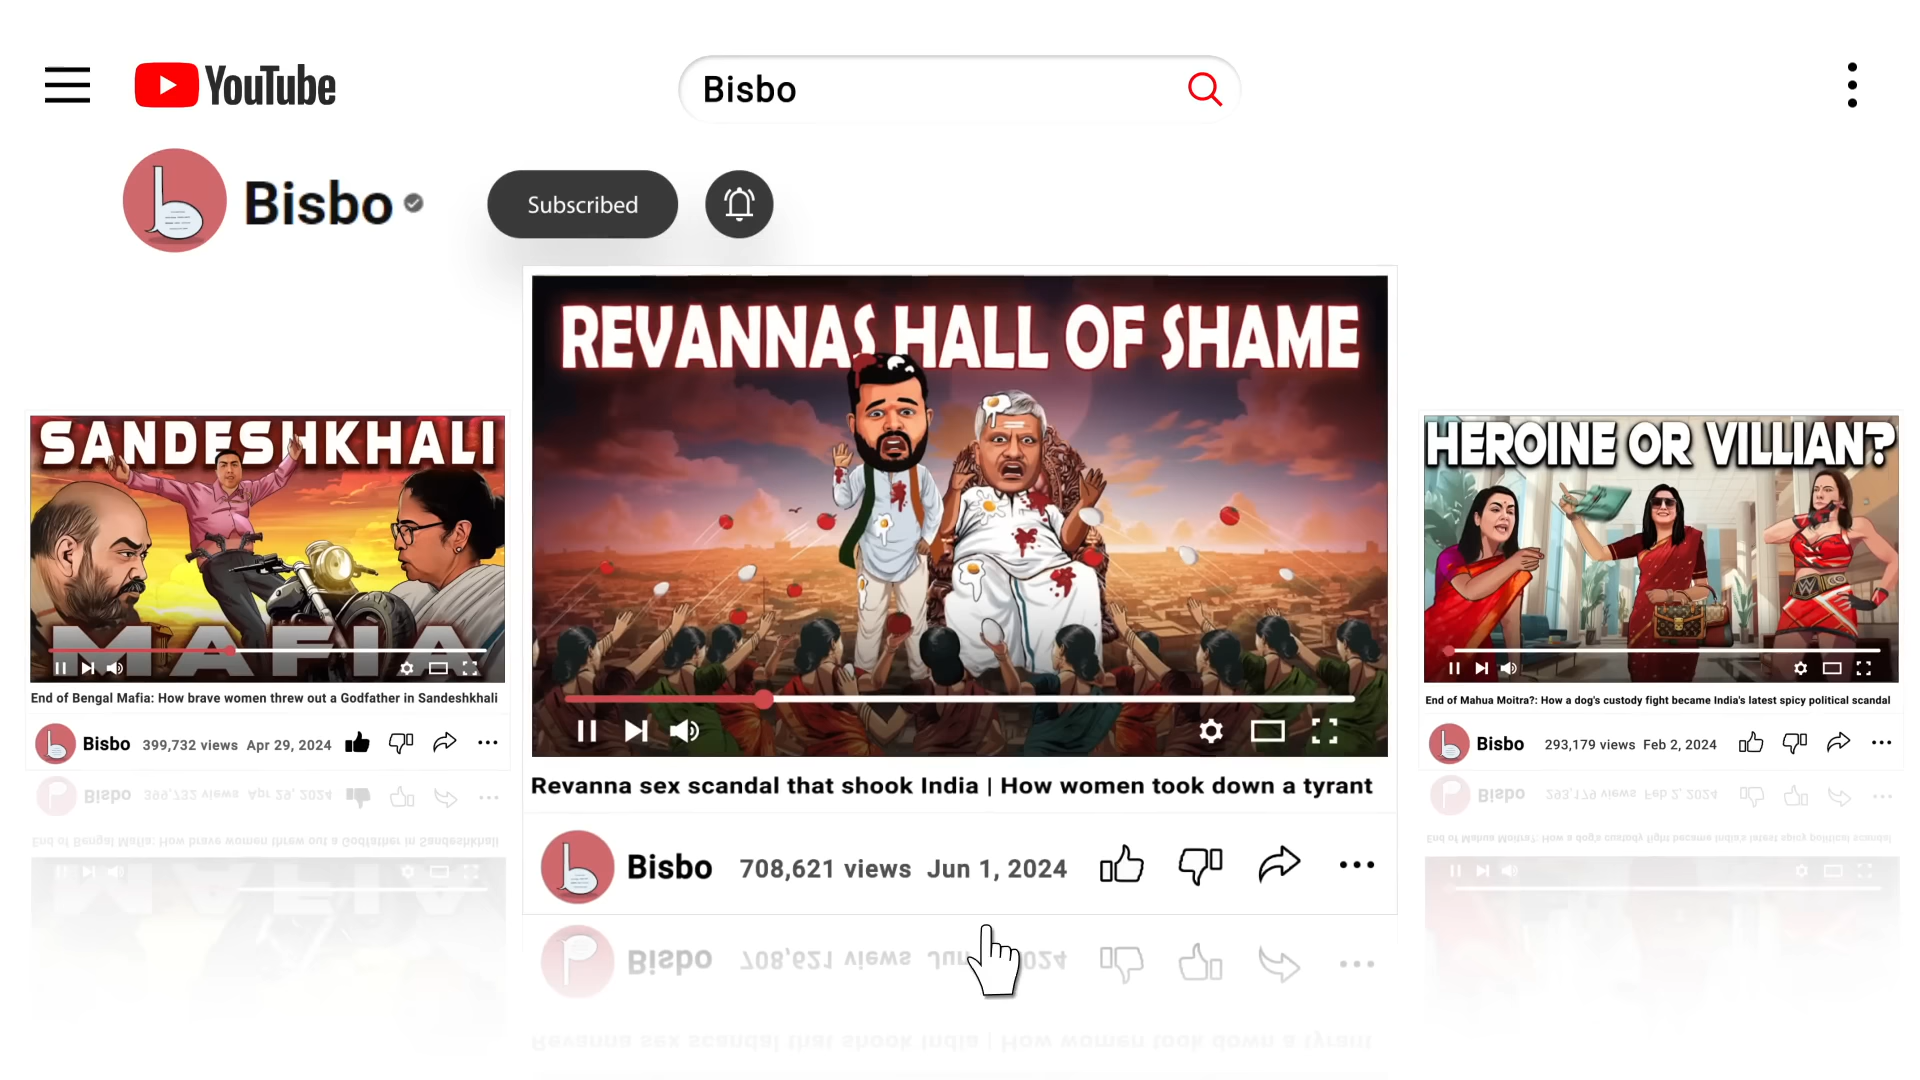 YouTube
Bisbo
Bisbo
Subscribed
REVANNAS HALL OF SHAME
Revanna sex scandal that shook India | How women took down a tyrant
Bisbo 708,621 views Jun 1, 2024
SANDESHKHALI
MAFIA
End of Bengal Mafia: How brave women threw out a Godfather in Sandeshkhali
Bisbo 399,732 views Apr 29, 2024
HEROINE OR VILLIAN?
End of Mahua Moitra?: How a dog's custody fight became India's latest spicy political scandal
Bisbo 293,179 views Feb 2, 2024